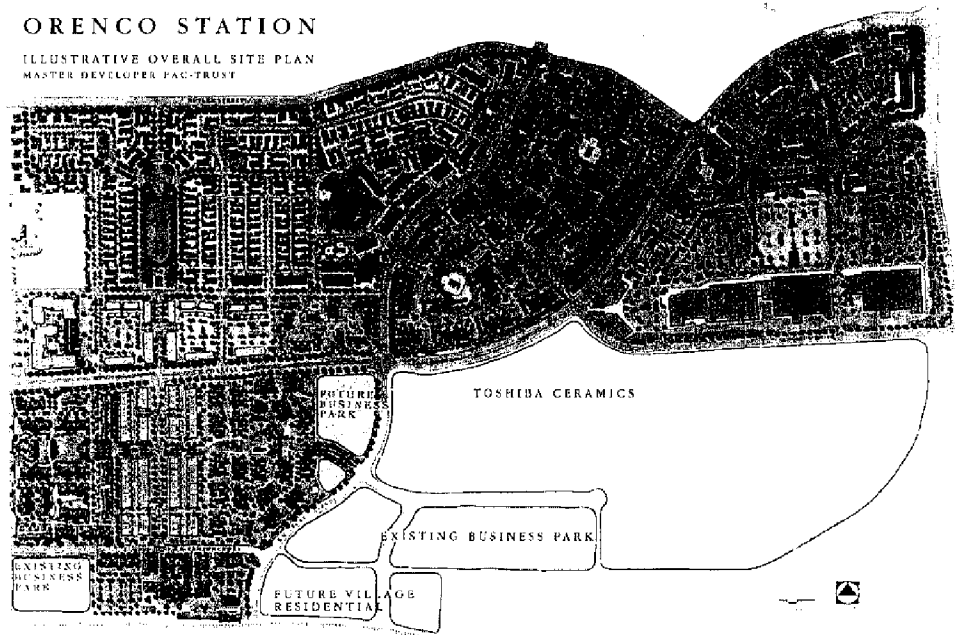 ORENCO STATION
ILLUSTRATIVE OVERALL SITE PLAN
MASTER DEVELOPER PAC-TRUST
FUTURE
BUSINESS
PARK
TOSHIBA CERAMICS
EXISTING BUSINESS PARK
EXISTING
BUSINESS
PARK
FUTURE VILLAGE
RESIDENTIAL